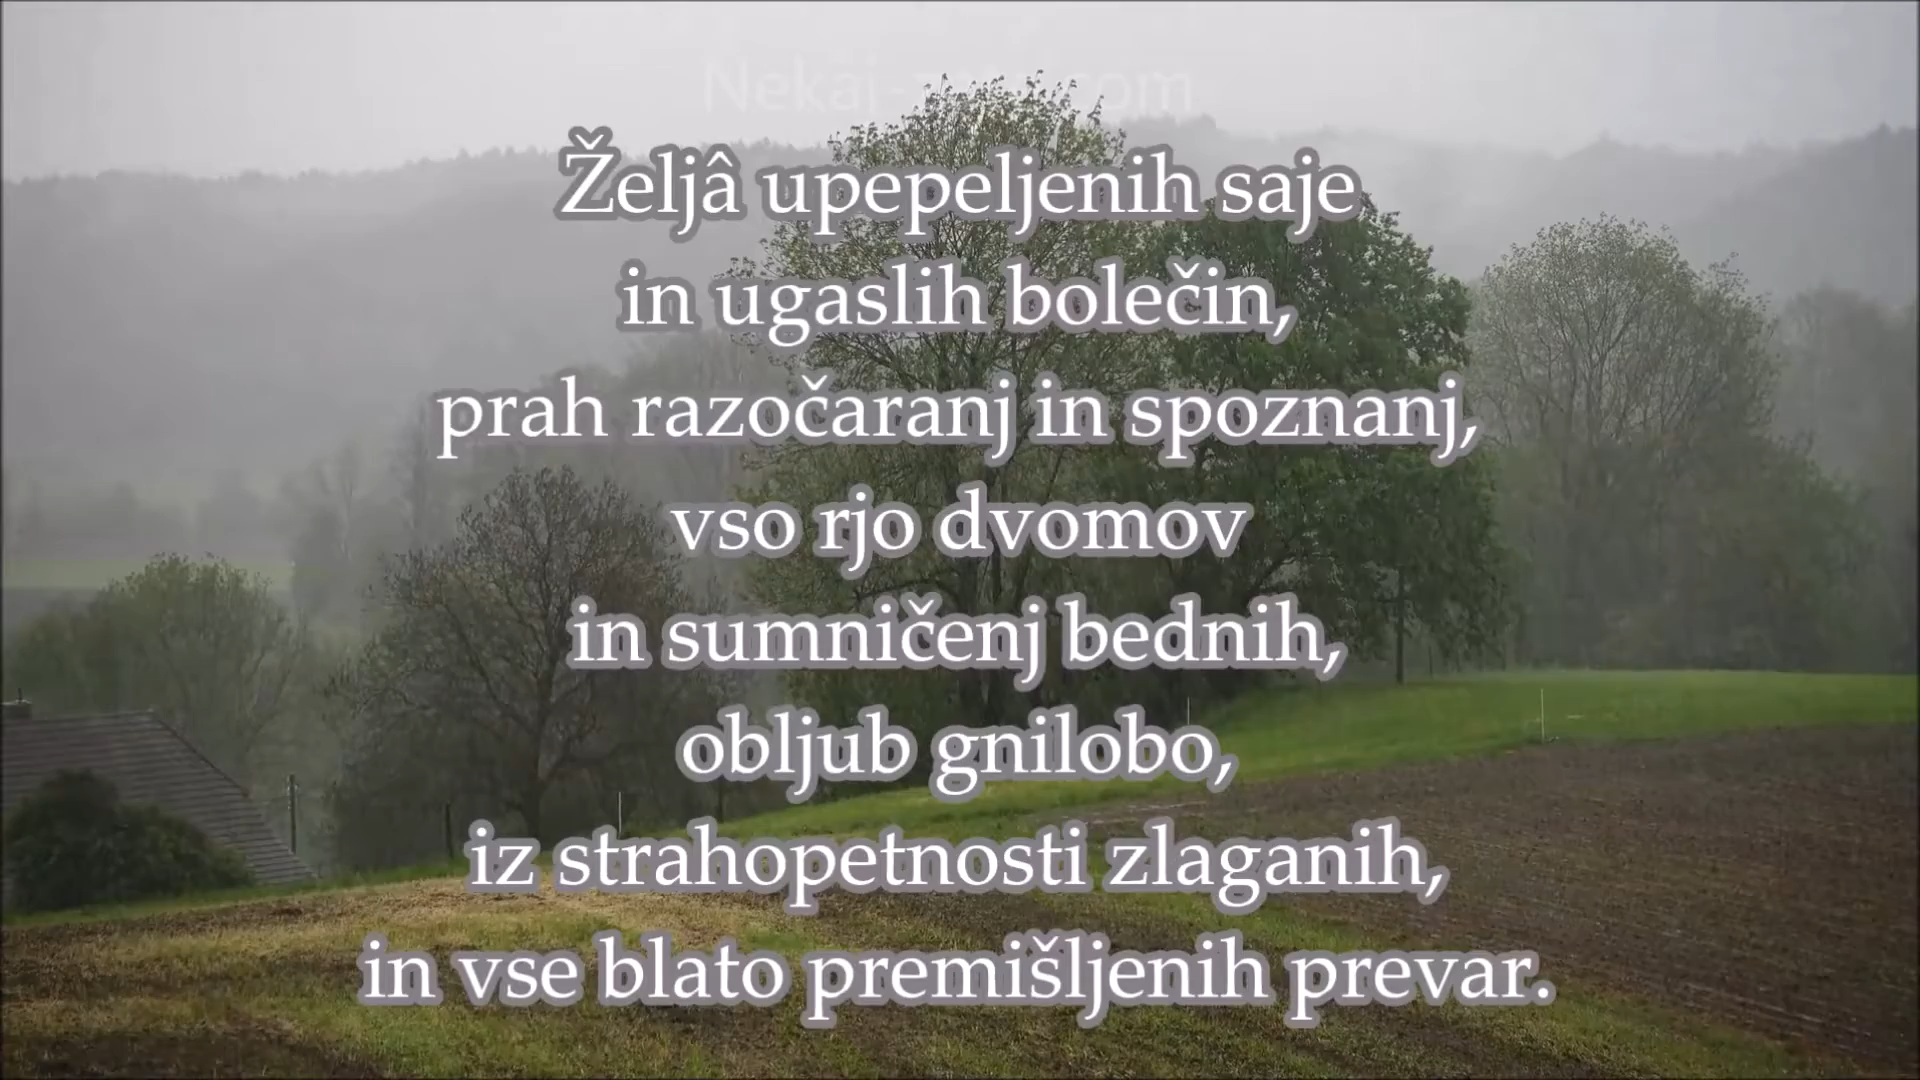 Željâ upepeljenih saje
in ugaslih bolečin,
prah razočaranj in spoznanj,
vso rjo dvomov
in sumničenj bednih,
obljub gnilobo,
iz strahopetnosti zlaganih,
in vse blato premišljenih prevar.